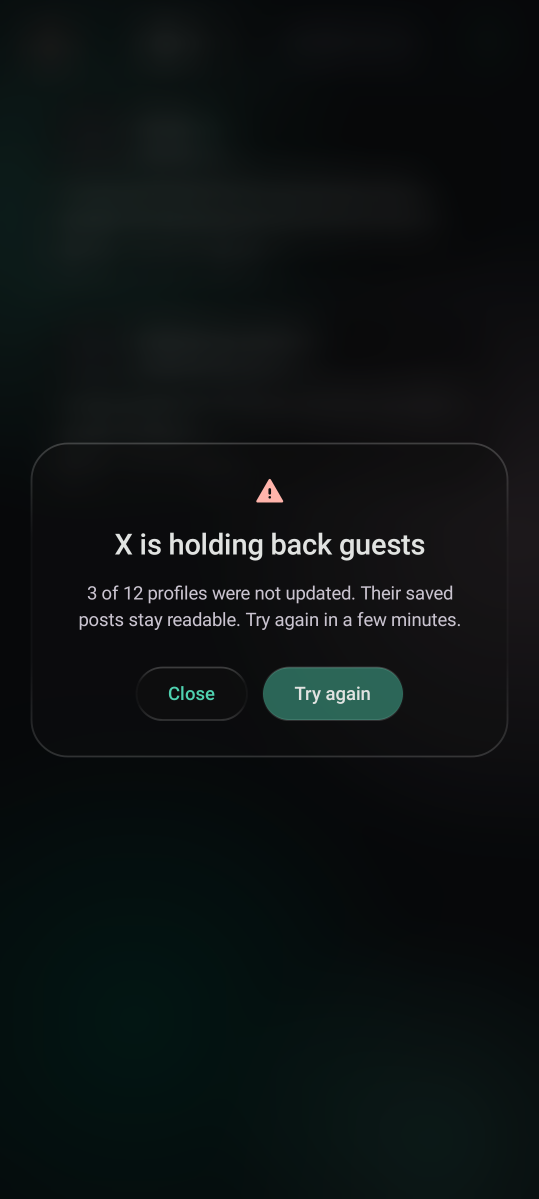 X is holding back guests
3 of 12 profiles were not updated. Their saved
posts stay readable. Try again in a few minutes.
Close
Try again